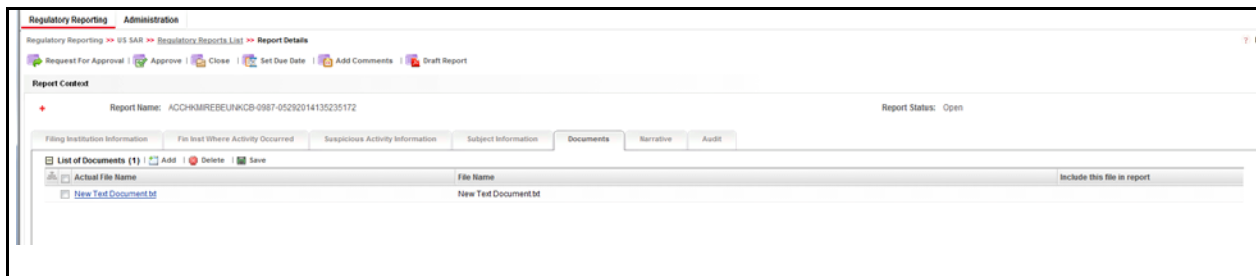 Regulatory Reporting Administration
Regulatory Reporting >> US SAR >> Regulatory Reports List >> Report Details ?
Request For Approval | Approve | Close | Set Due Date | Add Comments | Draft Report
Report Context
+ Report Name: ACCHKMIREBEUNKCB-0987-05292014135235172 Report Status: Open
Filing Institution Information Fin Inst Where Activity Occurred Suspicious Activity Information Subject Information Documents Narrative Audit
List of Documents (1) | Add | Delete | Save
Actual File Name File Name Include this file in report
New Text Document.txt New Text Document.txt